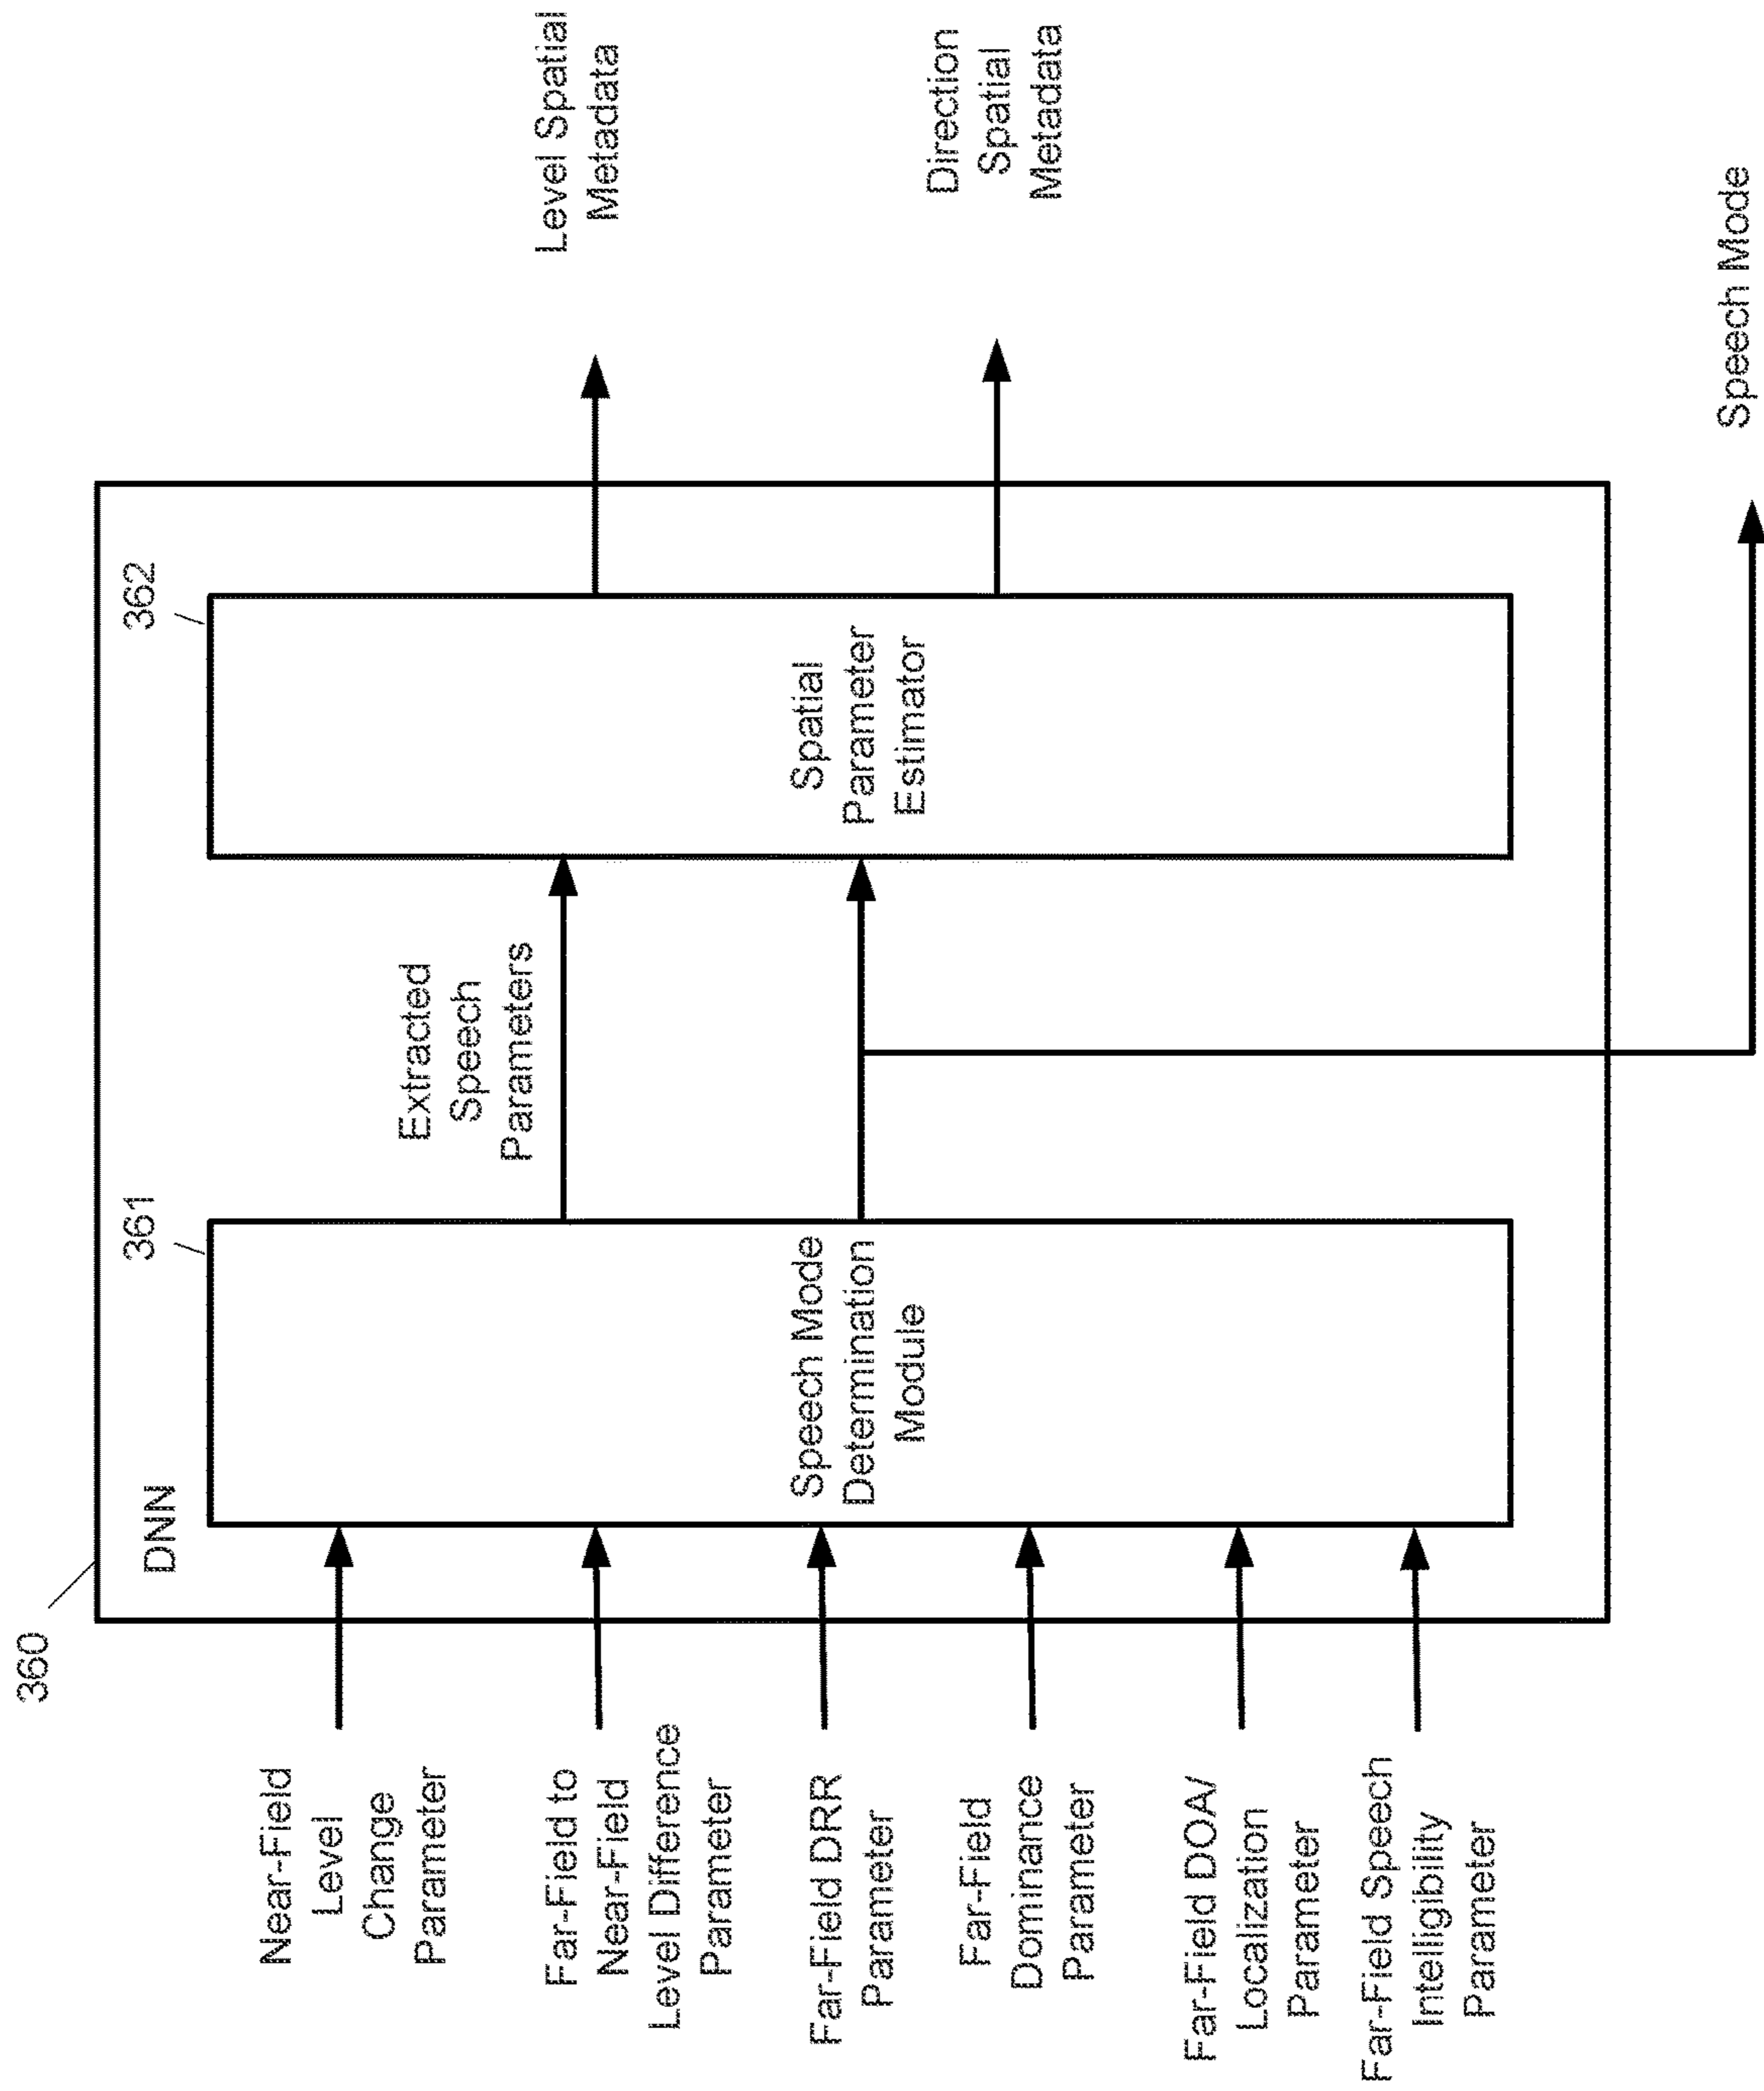 360
DNN
361
362
Near-Field
Level
Change
Parameter
Far-Field to
Near-Field
Level Difference
Parameter
Far-Field DRR
Parameter
Far-Field
Dominance
Parameter
Far-Field DOA/
Localization
Parameter
Far-Field Speech
Intelligibility
Parameter
Speech Mode
Determination
Module
Extracted
Speech
Parameters
Spatial
Parameter
Estimator
Level Spatial
Metadata
Direction
Spatial
Metadata
Speech Mode